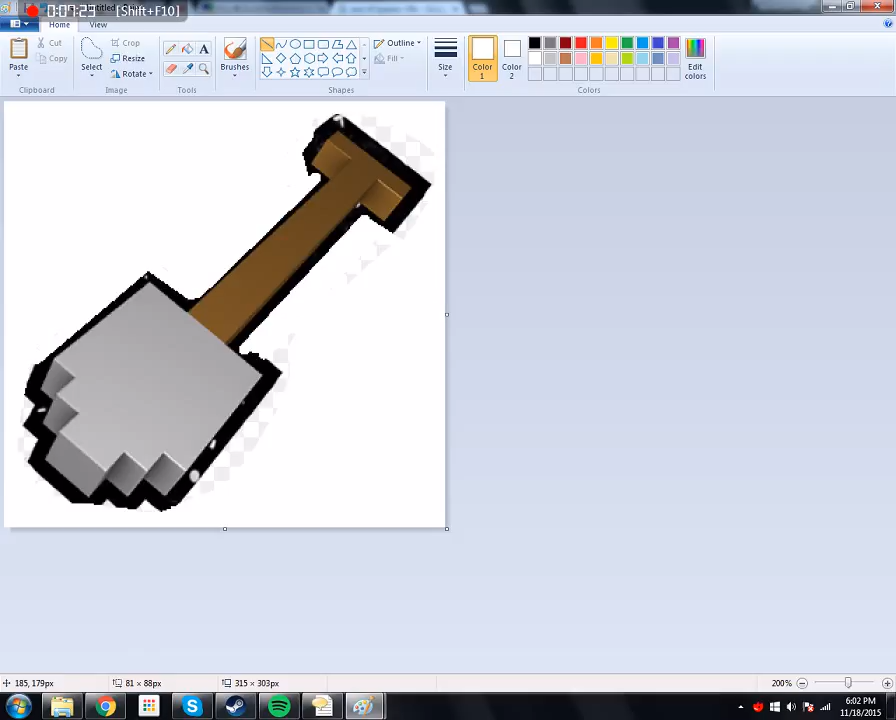 0:07:23 [Shift+F10] Untitled
Home View
Paste
Cut
Copy
Clipboard
Select
Crop
Resize
Rotate
Image
A
Tools
Brushes
Outline
Fill
Shapes
Size
Color 1
Color 2
Edit colors
Colors
185, 179px
81 × 88px
315 × 303px
200%
6:02 PM
11/18/2015